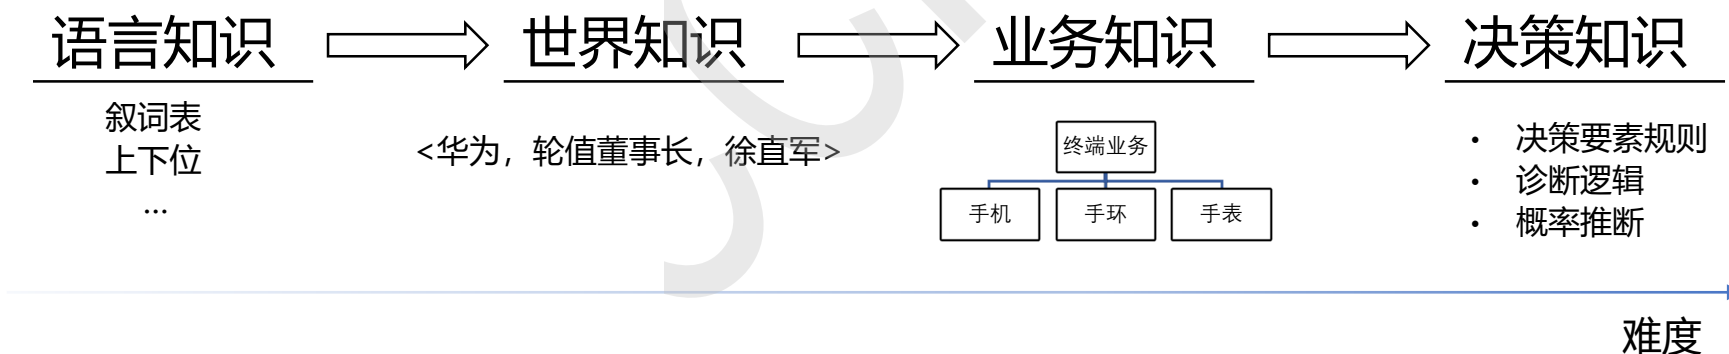 语言知识
世界知识
业务知识
决策知识
叙词表
上下位
...
<华为，轮值董事长，徐直军>
终端业务
手机
手环
手表
· 决策要素规则
· 诊断逻辑
· 概率推断
难度